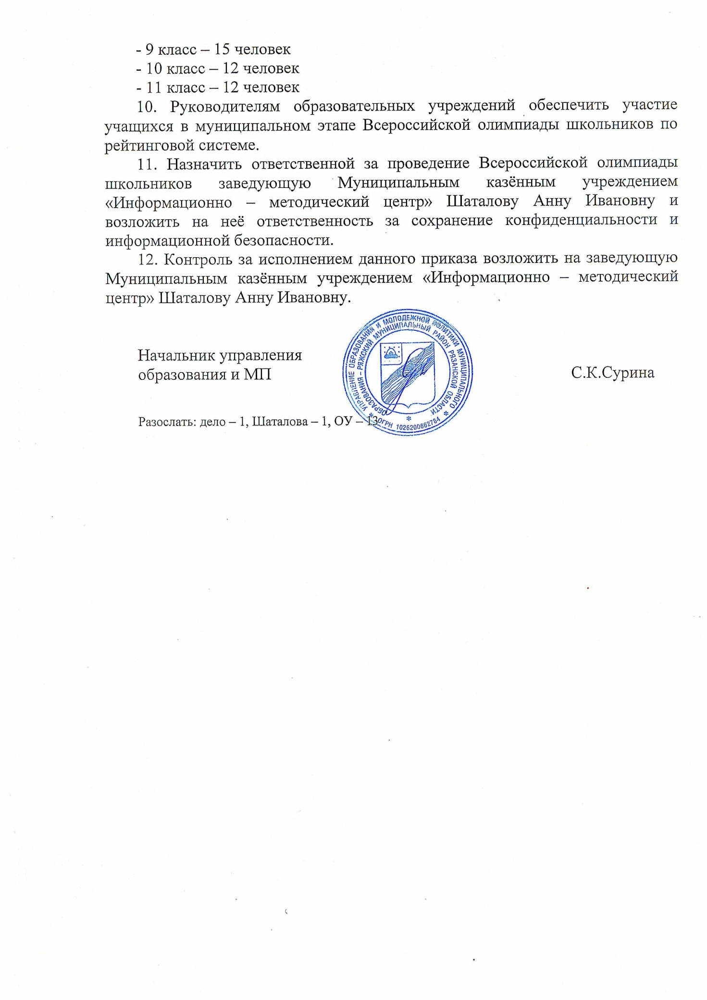 - 9 класс – 15 человек
- 10 класс – 12 человек
- 11 класс – 12 человек
10. Руководителям образовательных учреждений обеспечить участие
учащихся в муниципальном этапе Всероссийской олимпиады школьников по
рейтинговой системе.
11. Назначить ответственной за проведение Всероссийской олимпиады
школьников заведующую Муниципальным казённым учреждением
«Информационно – методический центр» Шаталову Анну Ивановну и
возложить на неё ответственность за сохранение конфиденциальности и
информационной безопасности.
12. Контроль за исполнением данного приказа возложить на заведующую
Муниципальным казённым учреждением «Информационно – методический
центр» Шаталову Анну Ивановну.
Начальник управления
образования и МП
С.К.Сурина
УПРАВЛЕНИЕ ОБРАЗОВАНИЯ И МОЛОДЕЖНОЙ ПОЛИТИКИ МУНИЦИПАЛЬНОГО
ОБРАЗОВАНИЯ – РЯЖСКИЙ МУНИЦИПАЛЬНЫЙ РАЙОН РЯЗАНСКОЙ ОБЛАСТИ
* ОГРН 1026200662784 *
Разослать: дело – 1, Шаталова – 1, ОУ – 13